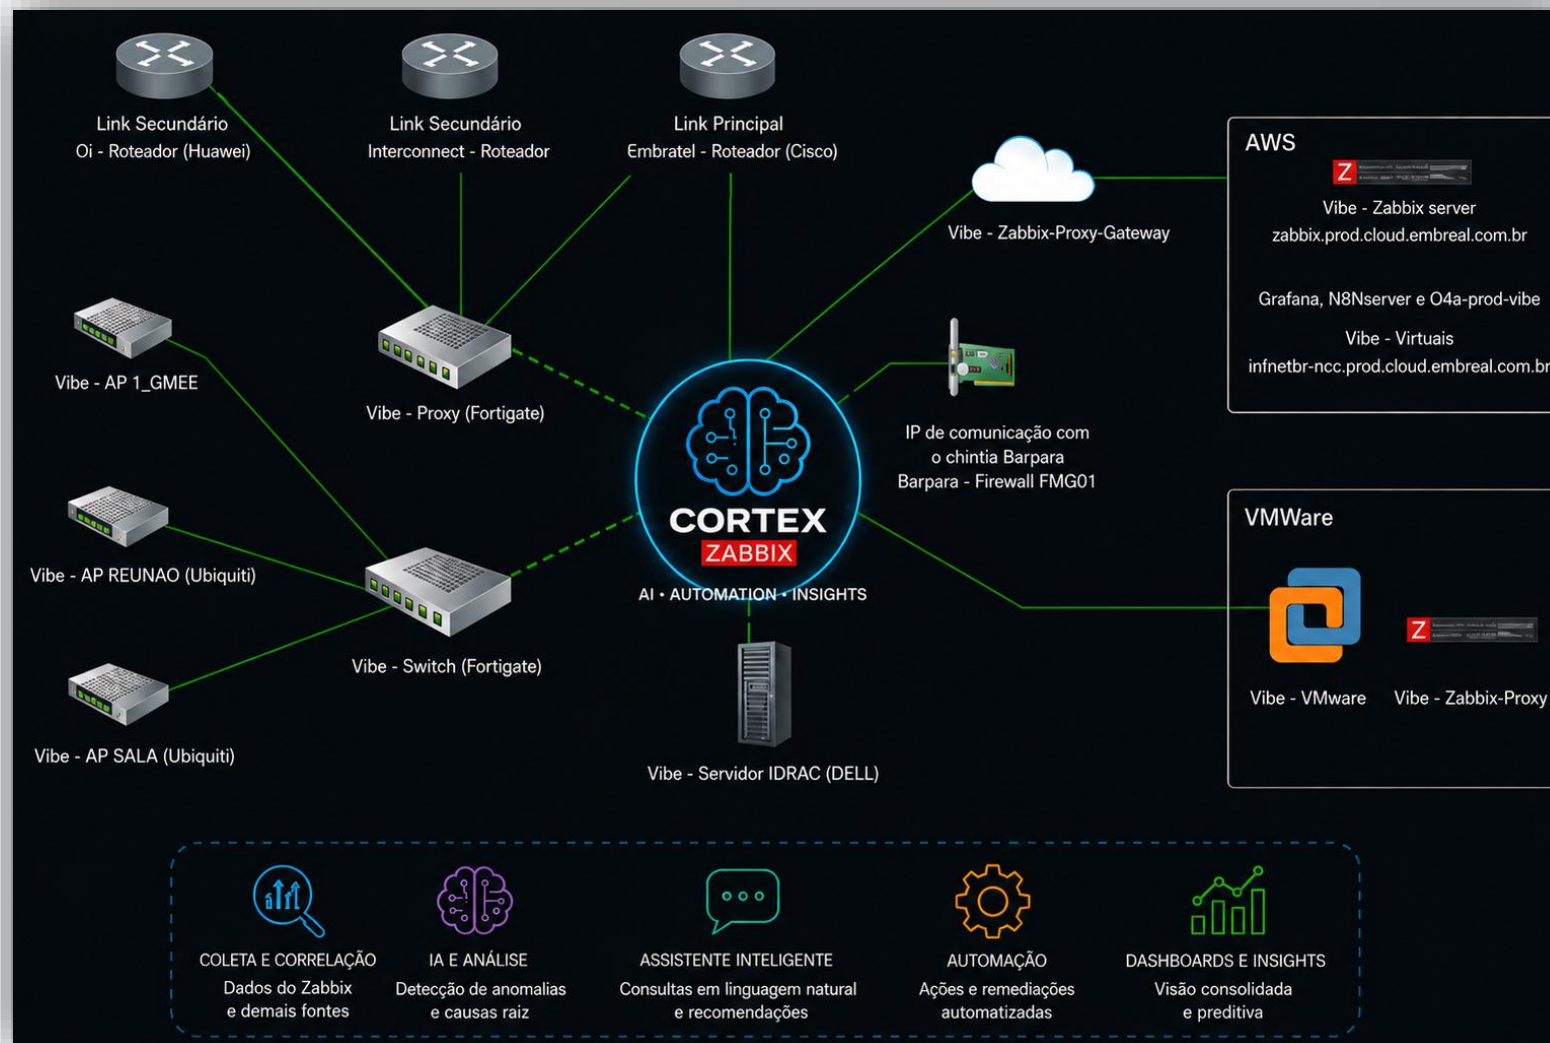 Link Secundário
Oi - Roteador (Huawei)
Link Secundário
Interconnect - Roteador
Link Principal
Embratel - Roteador (Cisco)
Vibe - Zabbix-Proxy-Gateway
AWS
Z
Vibe - Zabbix server
zabbix.prod.cloud.embreal.com.br
Grafana, N8Nserver e O4a-prod-vibe
Vibe - Virtuais
infnetbr-ncc.prod.cloud.embreal.com.br
Vibe - AP 1_GMEE
Vibe - Proxy (Fortigate)
IP de comunicação com
o chintia Barpara
Barpara - Firewall FMG01
CORTEX
ZABBIX
AI • AUTOMATION • INSIGHTS
Vibe - AP REUNAO (Ubiquiti)
Vibe - Switch (Fortigate)
Vibe - AP SALA (Ubiquiti)
Vibe - Servidor IDRAC (DELL)
VMWare
Z
Vibe - VMware
Vibe - Zabbix-Proxy
COLETA E CORRELAÇÃO
Dados do Zabbix
e demais fontes
IA E ANÁLISE
Detecção de anomalias
e causas raiz
ASSISTENTE INTELIGENTE
Consultas em linguagem natural
e recomendações
AUTOMAÇÃO
Ações e remediações
automatizadas
DASHBOARDS E INSIGHTS
Visão consolidada
e preditiva